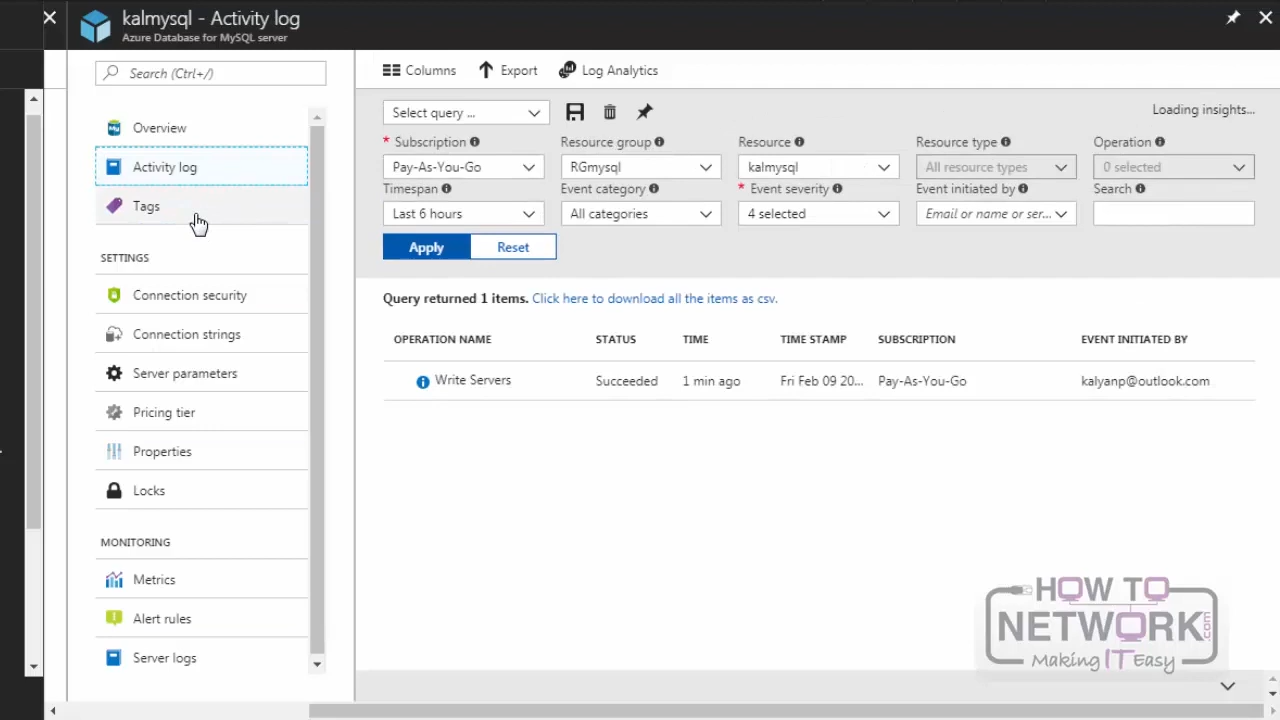 kalmysql - Activity log
Azure Database for MySQL server
Search (Ctrl+/)
Overview
Activity log
Tags
SETTINGS
Connection security
Connection strings
Server parameters
Pricing tier
Properties
Locks
MONITORING
Metrics
Alert rules
Server logs
Columns Export Log Analytics
Select query ...
Loading insights...
* Subscription Resource group Resource Resource type Operation
Pay-As-You-Go RGmysql kalmysql All resource types 0 selected
Timespan Event category * Event severity Event initiated by Search
Last 6 hours All categories 4 selected Email or name or ser...
Apply Reset
Query returned 1 items. Click here to download all the items as csv.
OPERATION NAME STATUS TIME TIME STAMP SUBSCRIPTION EVENT INITIATED BY
Write Servers Succeeded 1 min ago Fri Feb 09 20... Pay-As-You-Go kalyanp@outlook.com
HOW TO
NETWORK.com
Making IT Easy